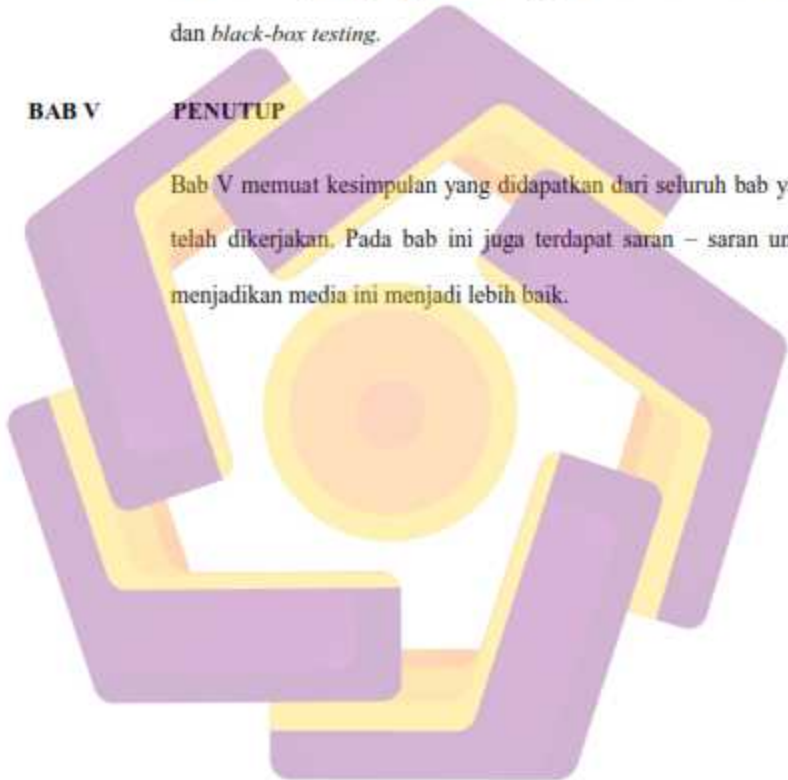 dan black-box testing.
BAB V PENUTUP
Bab V memuat kesimpulan yang didapatkan dari seluruh bab
telah dikerjakan. Pada bab ini juga terdapat saran – saran
menjadikan media ini menjadi lebih baik.